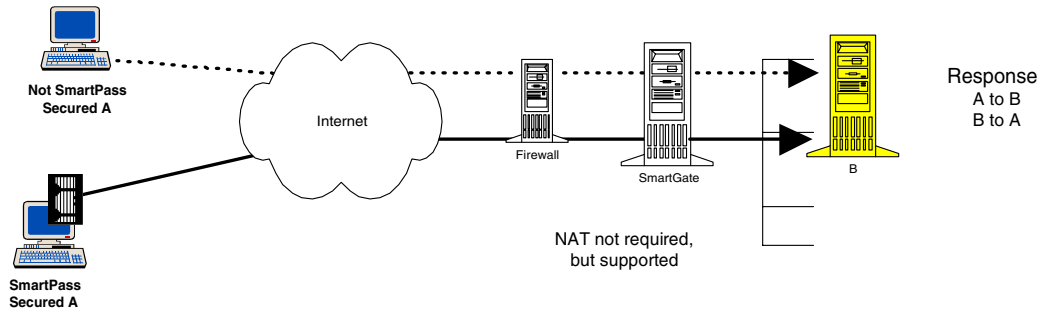 Not SmartPass
Secured A
Internet
Firewall
SmartGate
B
Response
A to B
B to A
NAT not required,
but supported
SmartPass
Secured A